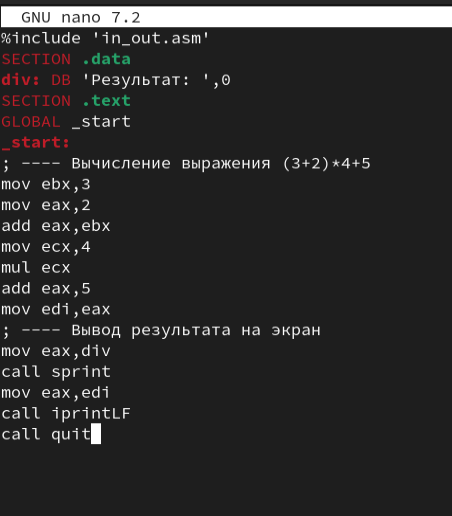 GNU nano 7.2
%include 'in_out.asm'
SECTION .data
div: DB 'Результат: ',0
SECTION .text
GLOBAL _start
_start:
; ---- Вычисление выражения (3+2)*4+5
mov ebx,3
mov eax,2
add eax,ebx
mov ecx,4
mul ecx
add eax,5
mov edi,eax
; ---- Вывод результата на экран
mov eax,div
call sprint
mov eax,edi
call iprintLF
call quit